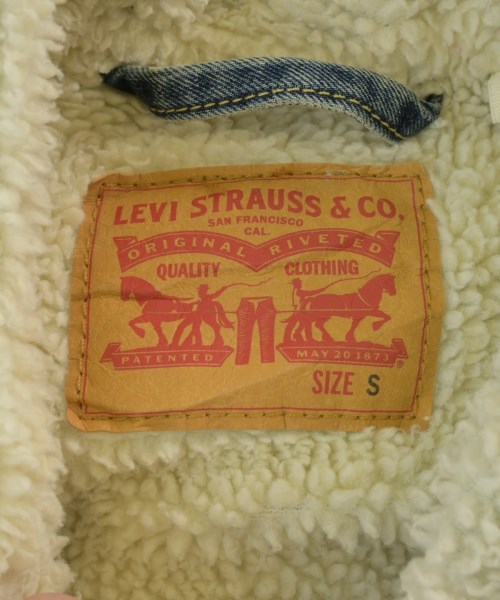 LEVI STRAUSS & CO.
SAN FRANCISCO
CAL.
ORIGINAL RIVETED
QUALITY CLOTHING
PATENTED MAY 20 1873
®
SIZE S